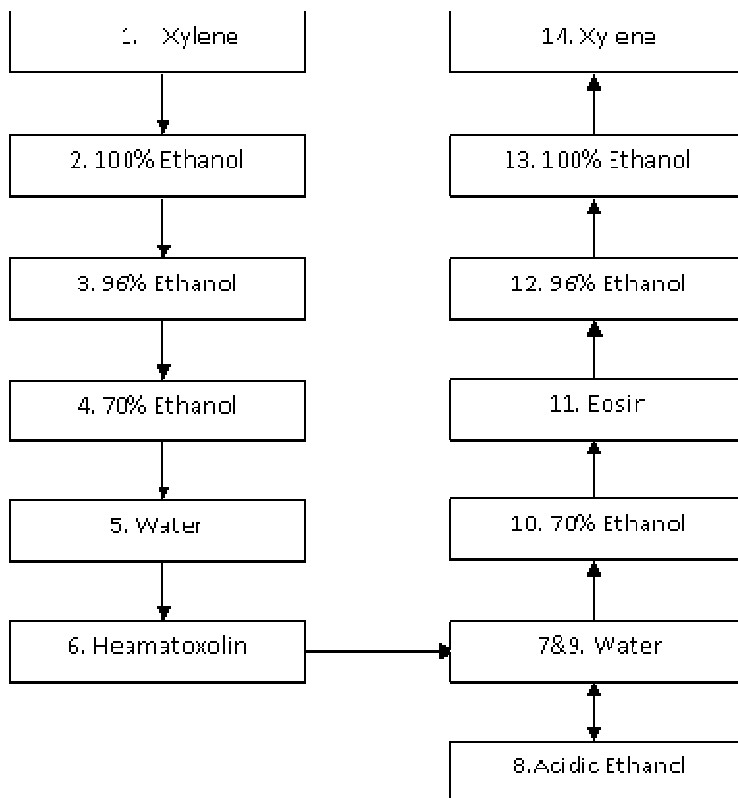 1. Xylene
2. 100% Ethanol
3. 96% Ethanol
4. 70% Ethanol
5. Water
6. Heamatoxolin
7&9. Water
8.Acidic Ethanol
10. 70% Ethanol
11. Eosin
12. 96% Ethanol
13. 100% Ethanol
14. Xylene